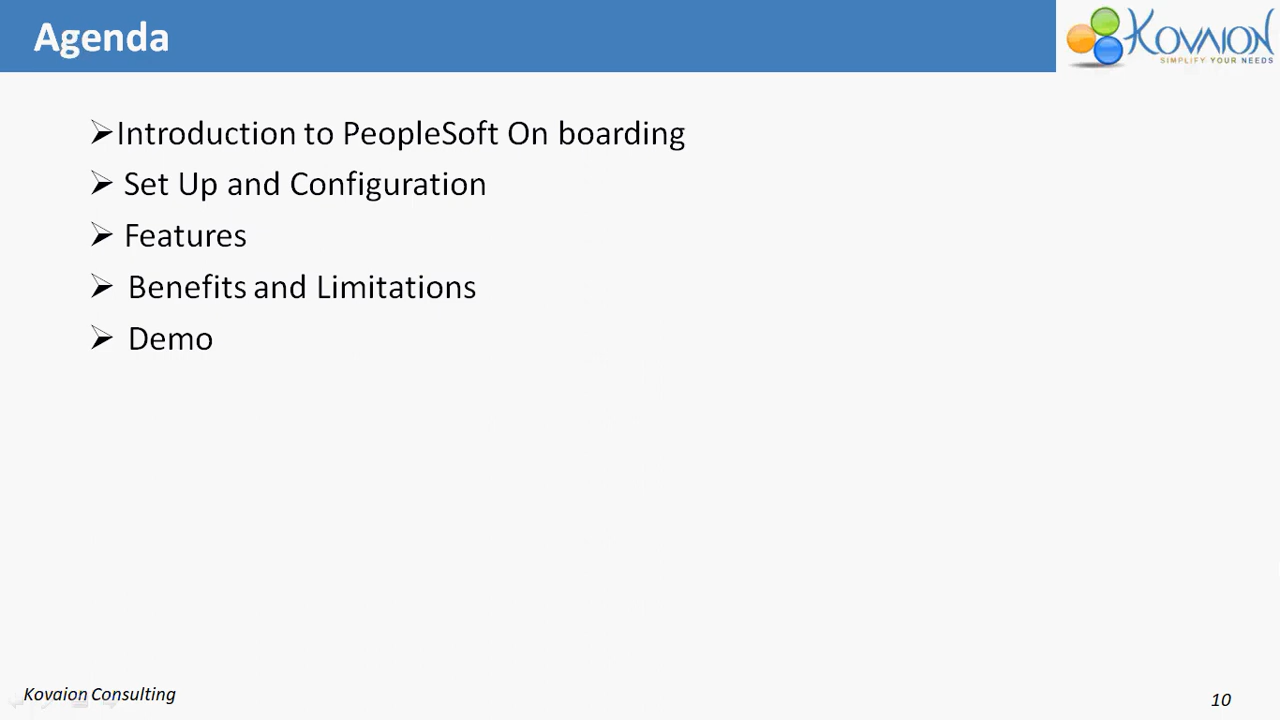 Agenda
KOVAION
SIMPLIFY YOUR NEEDS
Introduction to PeopleSoft On boarding
Set Up and Configuration
Features
Benefits and Limitations
Demo
Kovaion Consulting
10